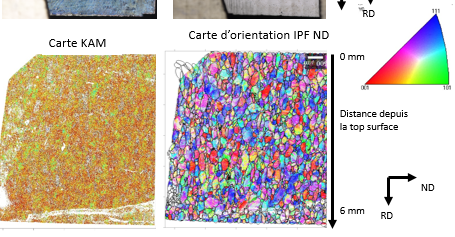 RD
Carte KAM
Carte d'orientation IPF ND
111
0 mm
001
101
Distance depuis
la top surface
ND
6 mm
RD